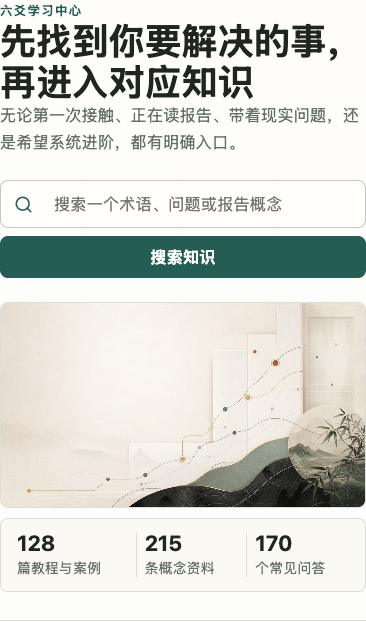 六爻学习中心
先找到你要解决的事，
再进入对应知识
无论第一次接触、正在读报告、带着现实问题，还
是希望系统进阶，都有明确入口。
搜索一个术语、问题或报告概念
搜索知识
128
篇教程与案例
215
条概念资料
170
个常见问答